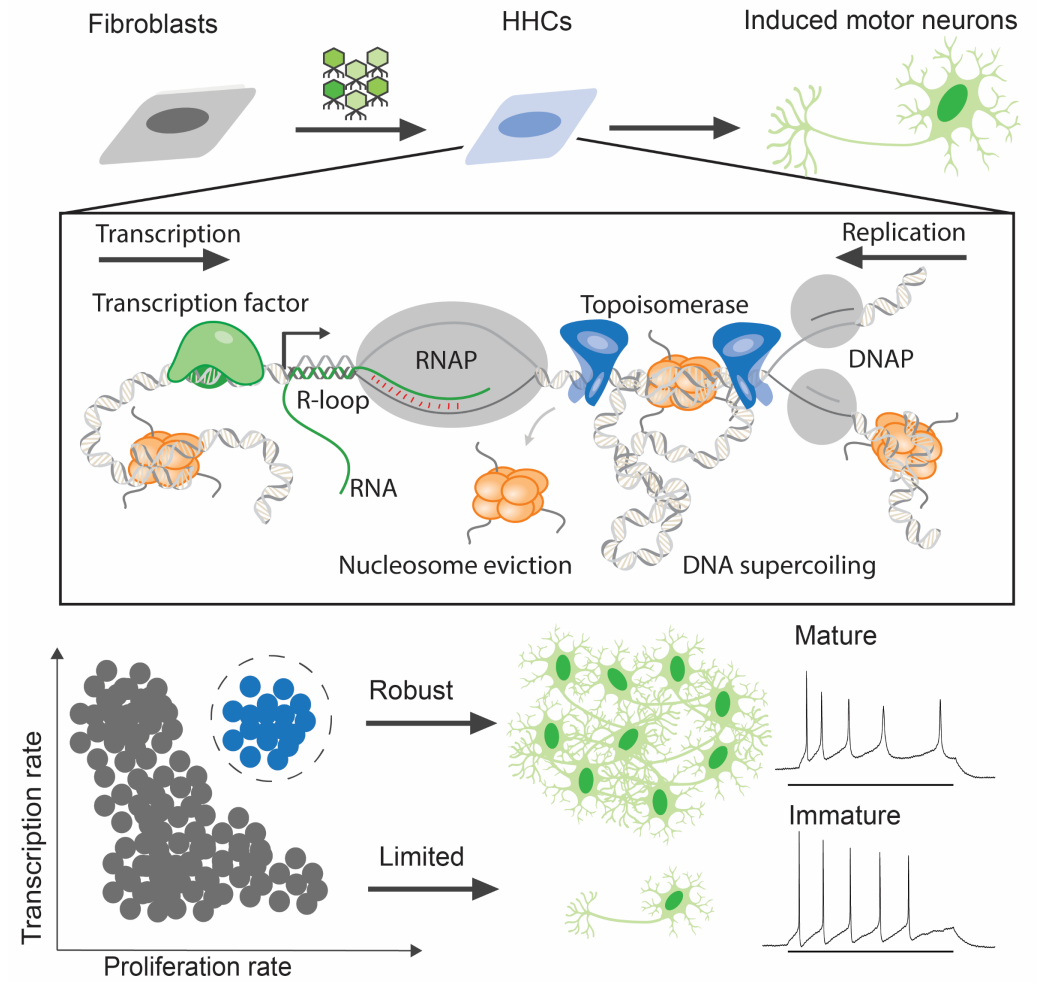 Fibroblasts
HHCs
Induced motor neurons
Transcription
Replication
Transcription factor
Topoisomerase
RNAP
DNAP
R-loop
RNA
Nucleosome eviction
DNA supercoiling
Mature
Robust
Transcription rate
Immature
Limited
Proliferation rate